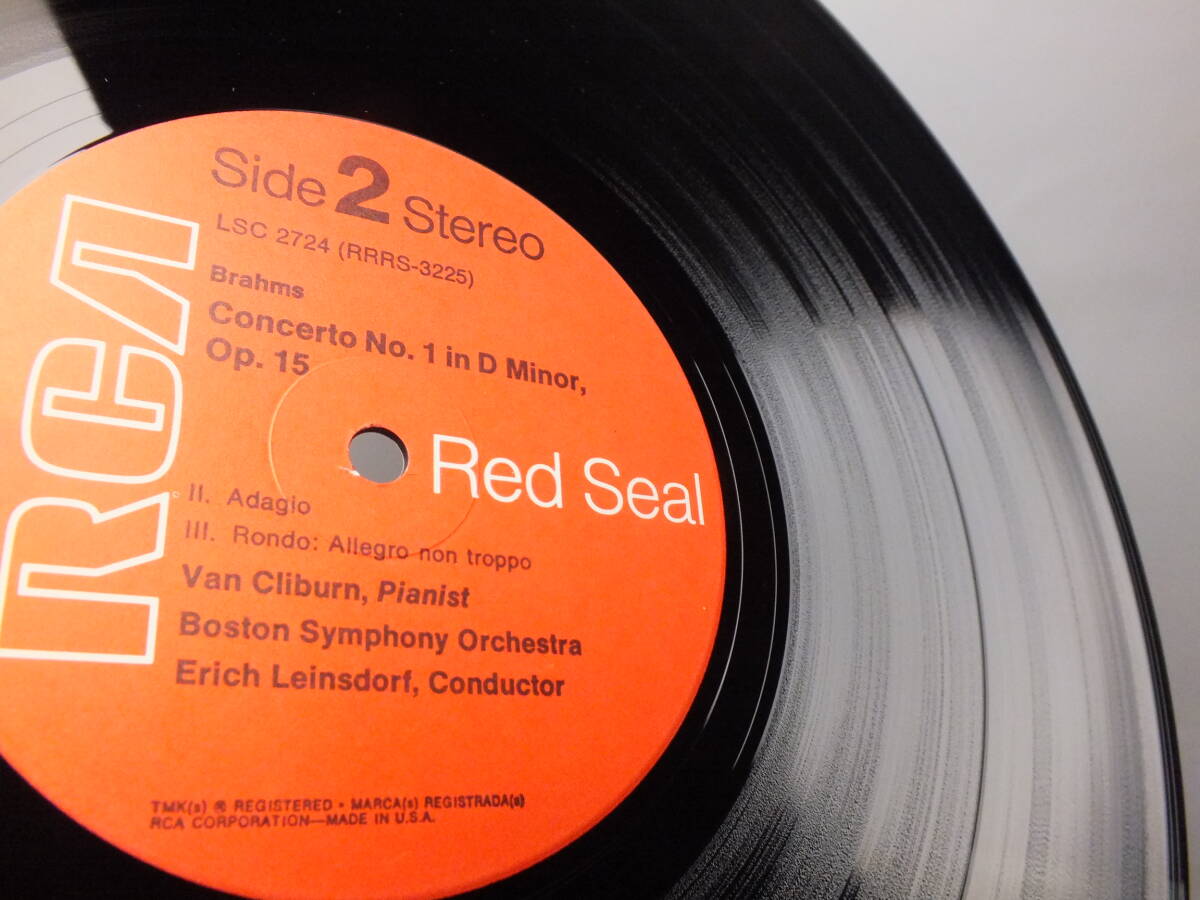 Side 2 Stereo
LSC 2724 (RRRS-3225)
Brahms
Concerto No. 1 in D Minor,
Op. 15
RCA
Red Seal
II. Adagio
III. Rondo: Allegro non troppo
Van Cliburn, Pianist
Boston Symphony Orchestra
Erich Leinsdorf, Conductor
TMK(s) ® REGISTERED • MARCA(s) REGISTRADA(s)
RCA CORPORATION—MADE IN U.S.A.